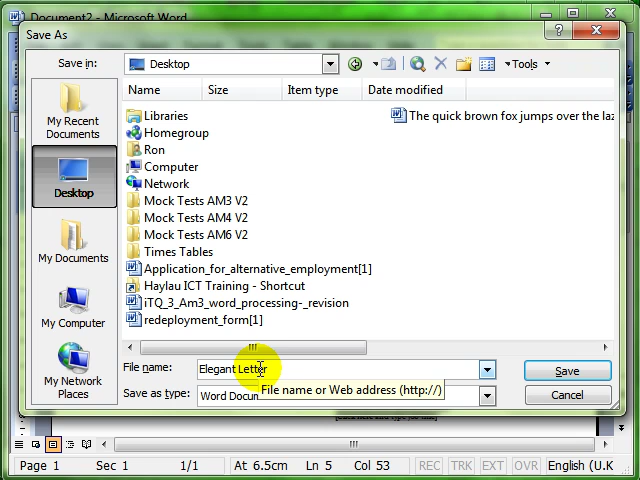 Document2 - Microsoft Word
Save As
Save in:
Desktop
Tools
Name
Size
Item type
Date modified
My Recent
Documents
Desktop
My Documents
My Computer
My Network
Places
Libraries
Homegroup
Ron
Computer
Network
Mock Tests AM3 V2
Mock Tests AM4 V2
Mock Tests AM6 V2
Times Tables
Application_for_alternative_employment[1]
Haylau ICT Training - Shortcut
iTQ_3_Am3_word_processing-_revision
redeployment_form[1]
The quick brown fox jumps over the laz
File name:
Elegant Letter
Save
File name or Web address (http://)
Save as type:
Word Docum
Cancel
Page 1
Sec 1
1/1
At 6.5cm
Ln 5
Col 53
REC
TRK
EXT
OVR
English (U.K